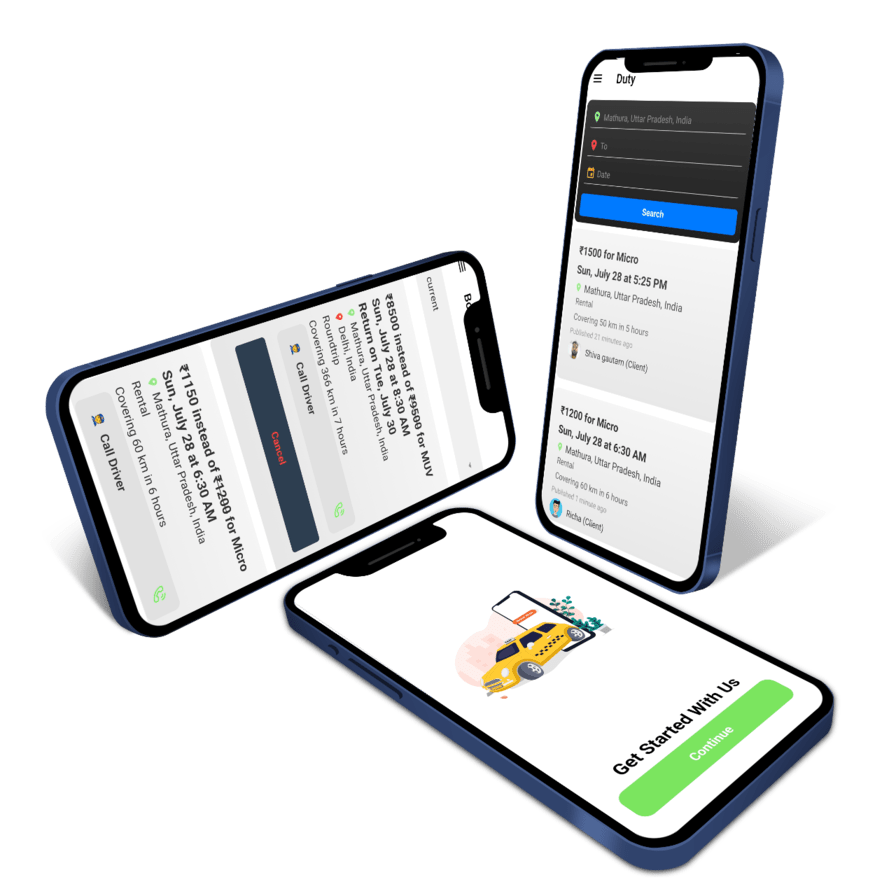 Duty
Mathura, Uttar Pradesh, India
To
Date
Search
₹1500 for Micro
Sun, July 28 at 5:25 PM
Mathura, Uttar Pradesh, India
Rental
Covering 50 km in 5 hours
Published 21 minutes ago
Shiva gautam (Client)
₹1200 for Micro
Sun, July 28 at 6:30 AM
Mathura, Uttar Pradesh, India
Rental
Covering 60 km in 6 hours
Published 1 minute ago
Richa (Client)
current
₹8500 instead of ₹9500 for MUV
Sun, July 28 at 8:30 AM
Return on Tue, July 30
Mathura, Uttar Pradesh, India
Delhi, India
Roundtrip
Covering 366 km in 7 hours
Call Driver
Cancel
₹1150 instead of ₹1200 for Micro
Sun, July 28 at 6:30 AM
Mathura, Uttar Pradesh, India
Rental
Covering 60 km in 6 hours
Call Driver
Get Started With Us
Continue